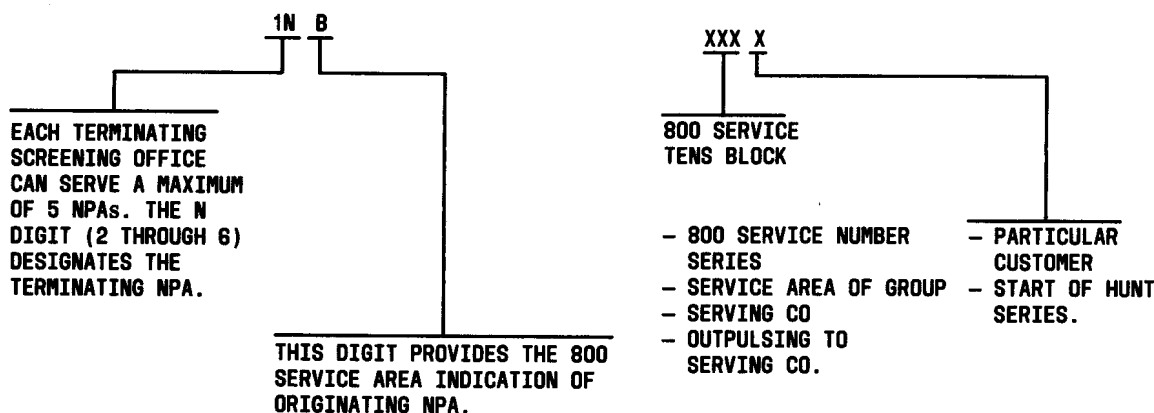 1N B
EACH TERMINATING
SCREENING OFFICE
CAN SERVE A MAXIMUM
OF 5 NPAs. THE N
DIGIT (2 THROUGH 6)
DESIGNATES THE
TERMINATING NPA.
THIS DIGIT PROVIDES THE 800
SERVICE AREA INDICATION OF
ORIGINATING NPA.
XXX X
800 SERVICE
TENS BLOCK
– 800 SERVICE NUMBER
SERIES
– SERVICE AREA OF GROUP
– SERVING CO
– OUTPULSING TO
SERVING CO.
– PARTICULAR
CUSTOMER
– START OF HUNT
SERIES.